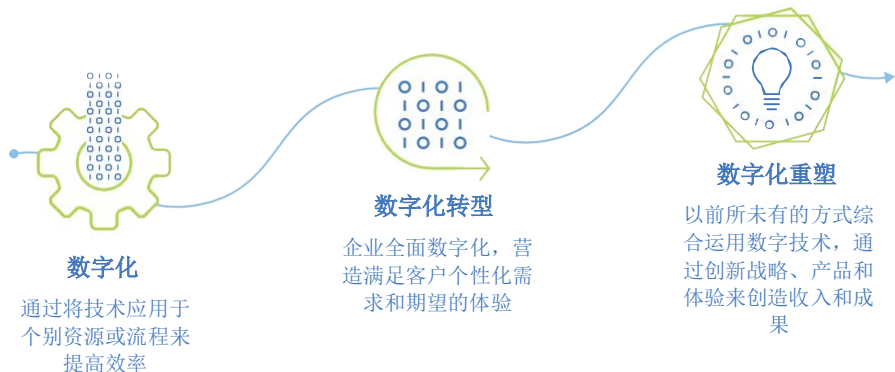 数字化
通过将技术应用于
个别资源或流程来
提高效率
数字化转型
企业全面数字化，营
造满足客户个性化需
求和期望的体验
数字化重塑
以前所未有的方式综
合运用数字技术，通
过创新战略、产品和
体验来创造收入和成
果